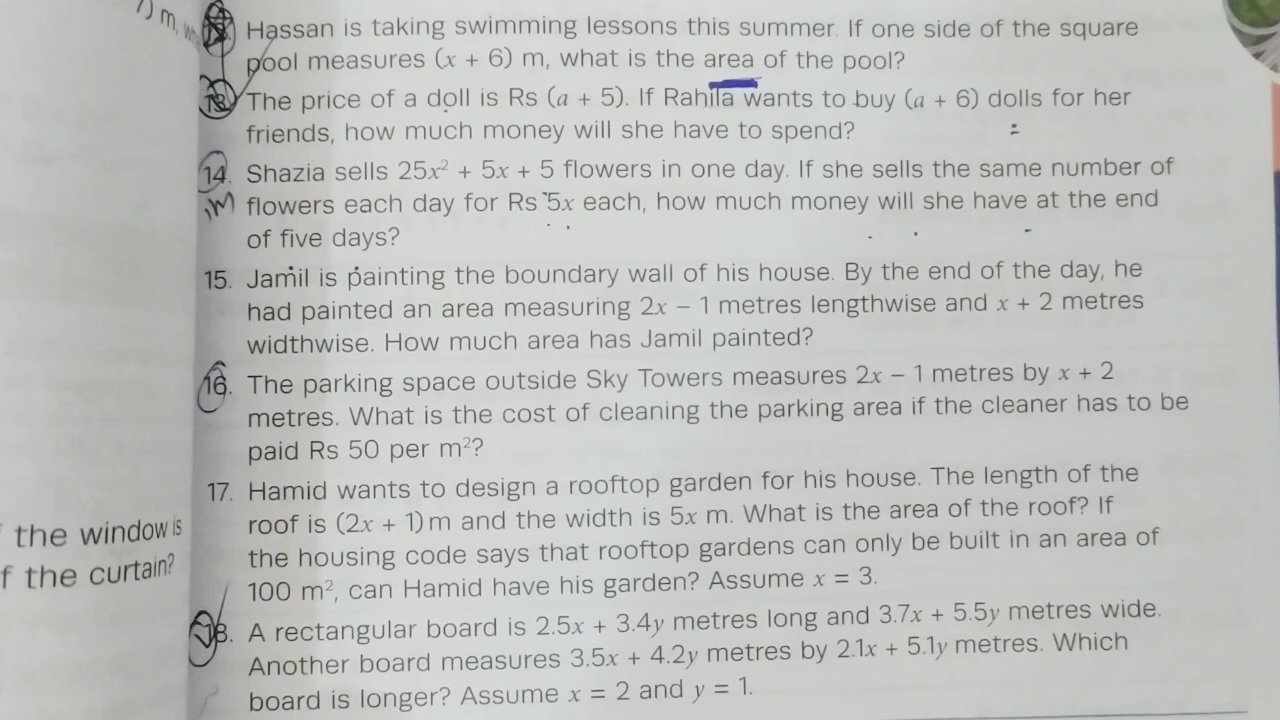 ) m, wh
Hassan is taking swimming lessons this summer. If one side of the square
pool measures (x + 6) m, what is the area of the pool?
13. The price of a doll is Rs (a + 5). If Rahila wants to buy (a + 6) dolls for her
friends, how much money will she have to spend?
14. Shazia sells 25x² + 5x + 5 flowers in one day. If she sells the same number of
flowers each day for Rs 5x each, how much money will she have at the end
of five days?
15. Jamil is painting the boundary wall of his house. By the end of the day, he
had painted an area measuring 2x − 1 metres lengthwise and x + 2 metres
widthwise. How much area has Jamil painted?
16. The parking space outside Sky Towers measures 2x − 1 metres by x + 2
metres. What is the cost of cleaning the parking area if the cleaner has to be
paid Rs 50 per m²?
17. Hamid wants to design a rooftop garden for his house. The length of the
roof is (2x + 1) m and the width is 5x m. What is the area of the roof? If
the housing code says that rooftop gardens can only be built in an area of
100 m², can Hamid have his garden? Assume x = 3.
18. A rectangular board is 2.5x + 3.4y metres long and 3.7x + 5.5y metres wide.
Another board measures 3.5x + 4.2y metres by 2.1x + 5.1y metres. Which
board is longer? Assume x = 2 and y = 1.
the window is
f the curtain?